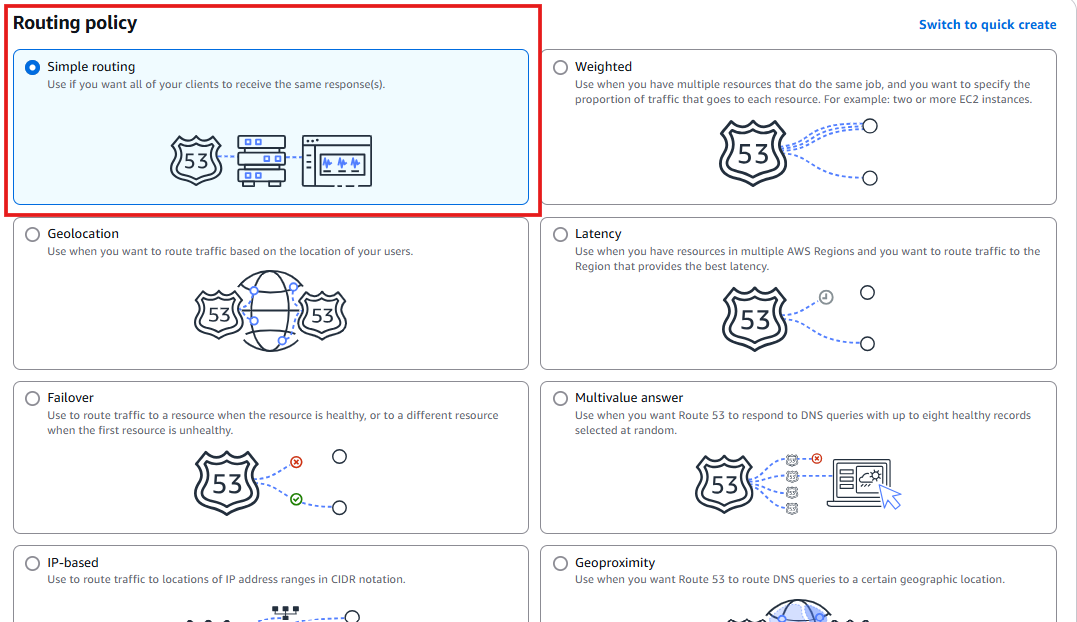 Routing policy
Switch to quick create
Simple routing
Use if you want all of your clients to receive the same response(s).
53
Weighted
Use when you have multiple resources that do the same job, and you want to specify the
proportion of traffic that goes to each resource. For example: two or more EC2 instances.
53
Geolocation
Use when you want to route traffic based on the location of your users.
53
53
Latency
Use when you have resources in multiple AWS Regions and you want to route traffic to the
Region that provides the best latency.
53
Failover
Use to route traffic to a resource when the resource is healthy, or to a different resource
when the first resource is unhealthy.
53
Multivalue answer
Use when you want Route 53 to respond to DNS queries with up to eight healthy records
selected at random.
53
IP-based
Use to route traffic to locations of IP address ranges in CIDR notation.
Geoproximity
Use when you want Route 53 to route DNS queries to a certain geographic location.